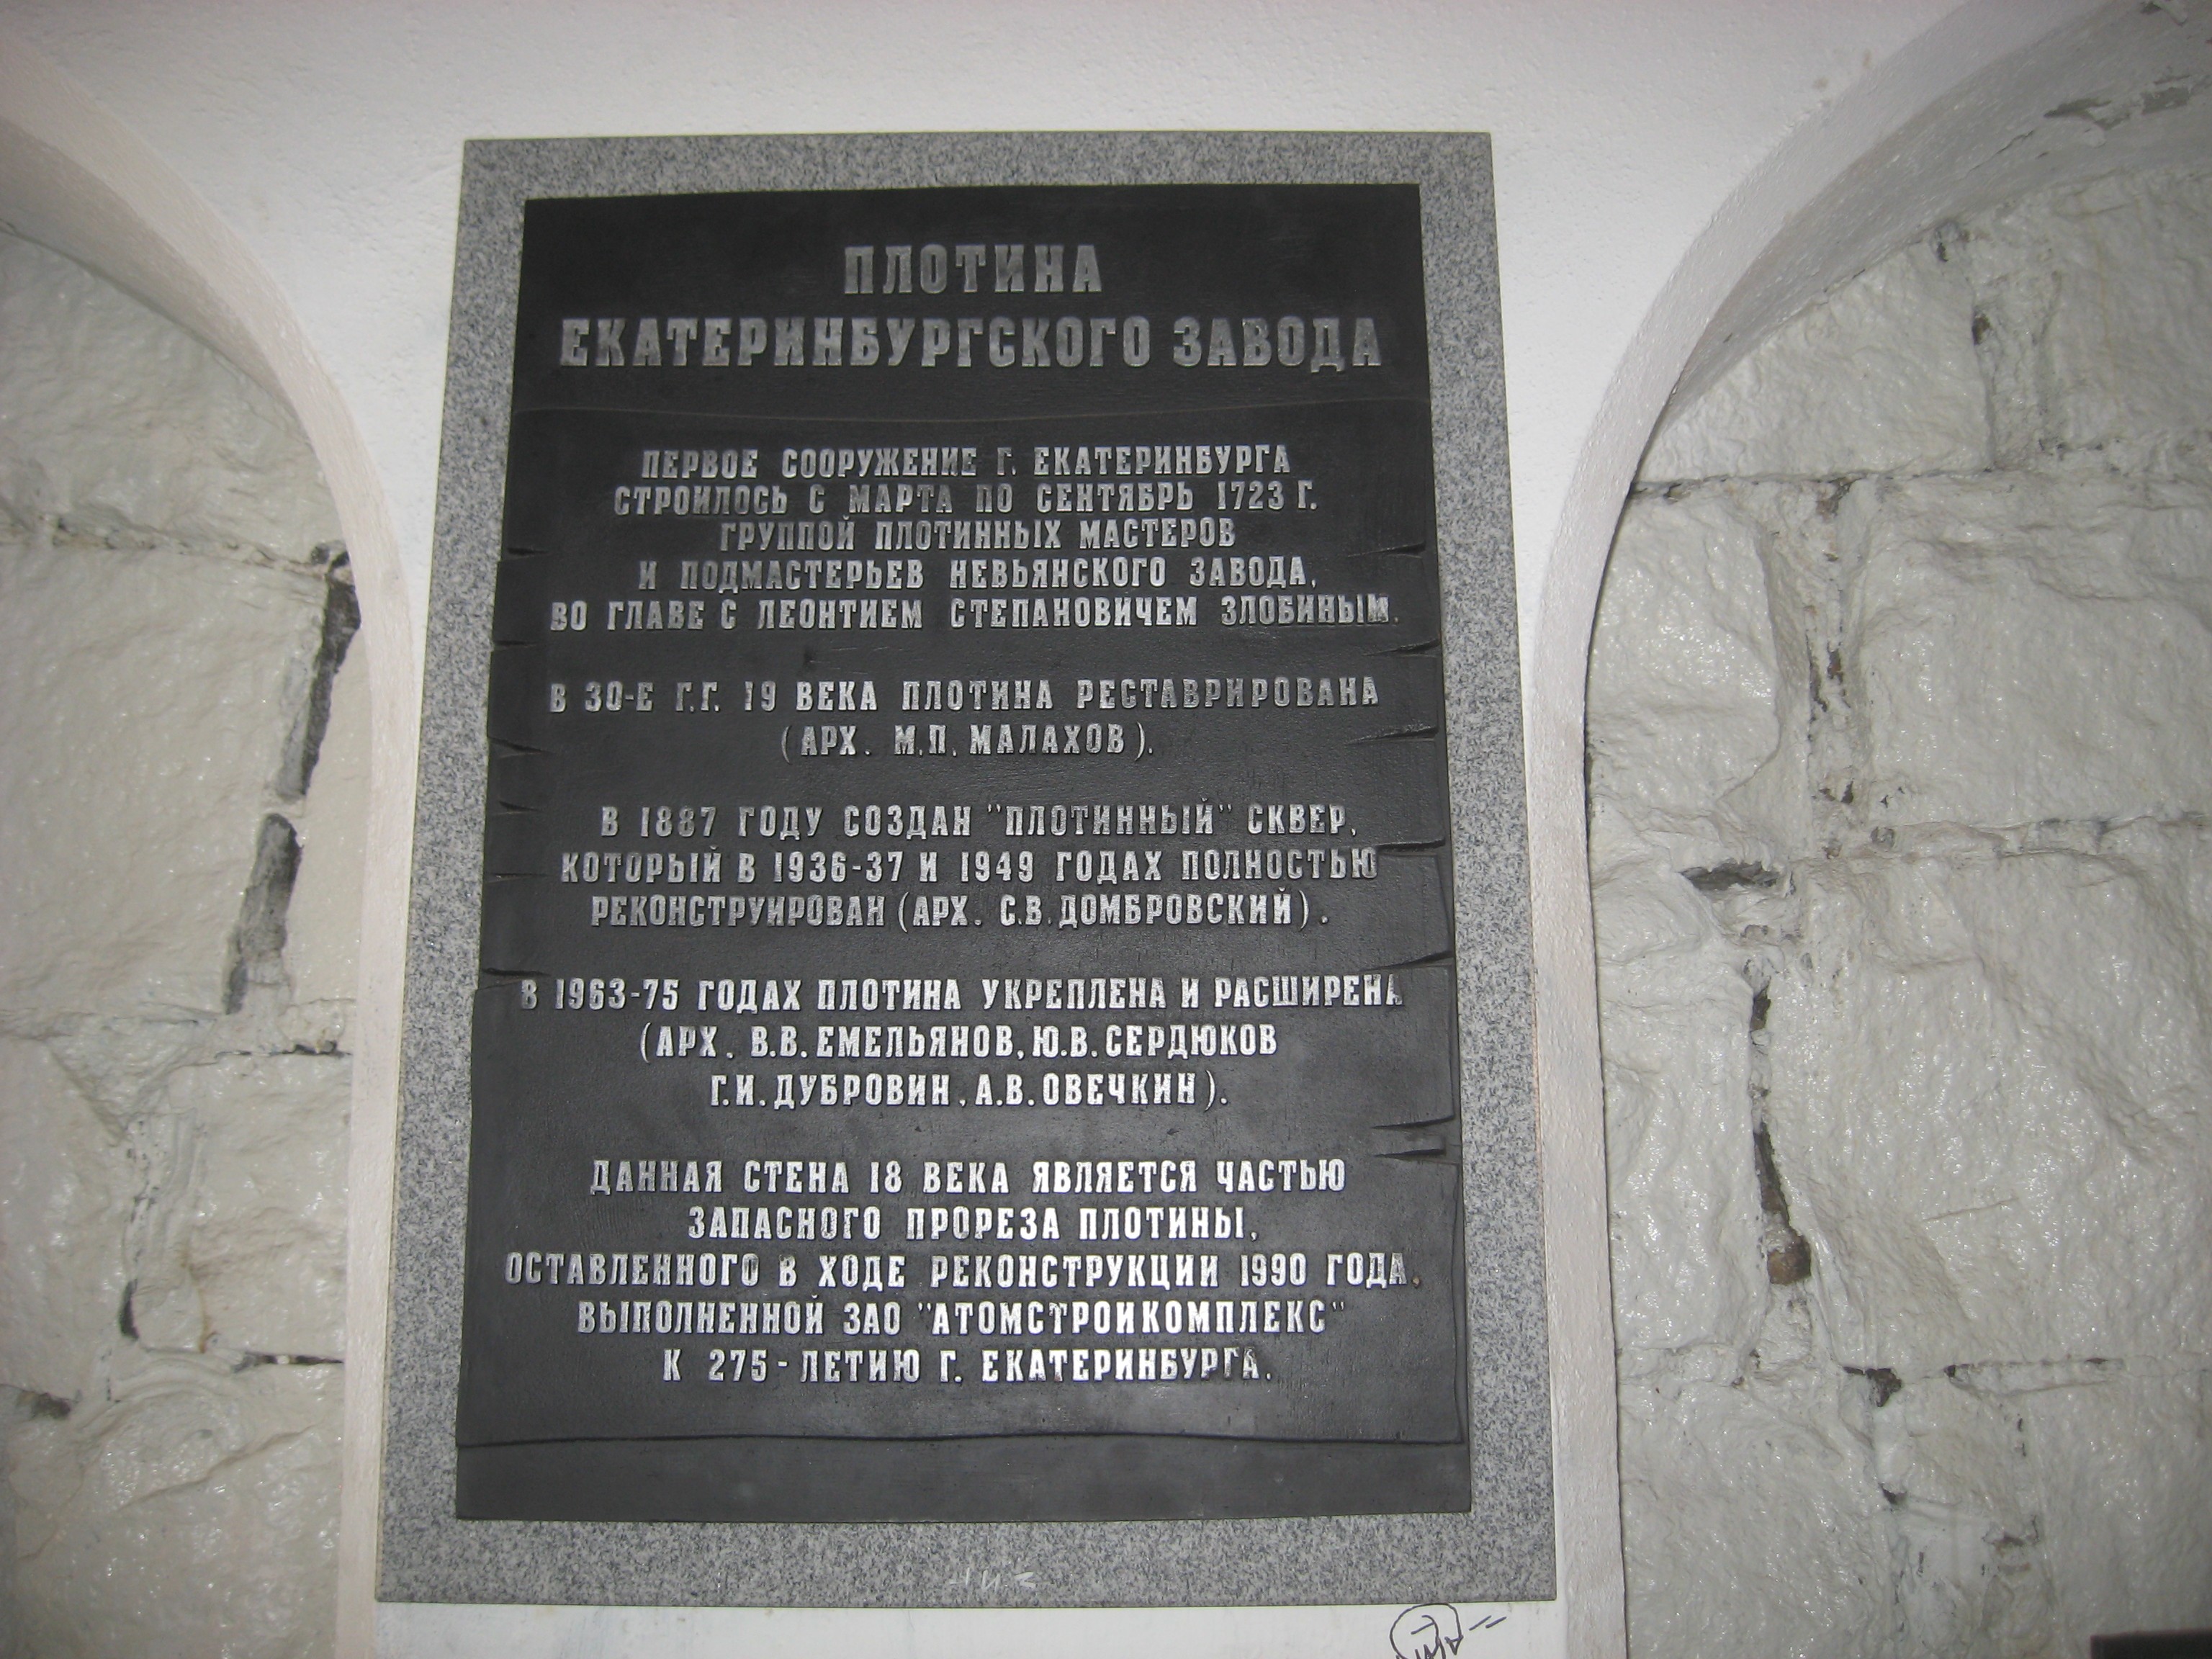 ПЛОТИНА
ЕКАТЕРИНБУРГСКОГО ЗАВОДА
ПЕРВОЕ СООРУЖЕНИЕ Г. ЕКАТЕРИНБУРГА
СТРОИЛОСЬ С МАРТА ПО СЕНТЯБРЬ 1723 Г.
ГРУППОЙ ПЛОТИННЫХ МАСТЕРОВ
И ПОДМАСТЕРЬЕВ НЕВЬЯНСКОГО ЗАВОДА,
ВО ГЛАВЕ С ЛЕОНТИЕМ СТЕПАНОВИЧЕМ ЗЛОБИНЫМ.
В 30-Е Г.Г. 19 ВЕКА ПЛОТИНА РЕСТАВРИРОВАНА
(АРХ. М.П. МАЛАХОВ).
В 1887 ГОДУ СОЗДАН "ПЛОТИННЫЙ" СКВЕР,
КОТОРЫЙ В 1936-37 И 1949 ГОДАХ ПОЛНОСТЬЮ
РЕКОНСТРУИРОВАН (АРХ. С.В. ДОМБРОВСКИЙ).
В 1963-75 ГОДАХ ПЛОТИНА УКРЕПЛЕНА И РАСШИРЕНА
(АРХ. В.В. ЕМЕЛЬЯНОВ, Ю.В. СЕРДЮКОВ
Г.И. ДУБРОВИН, А.В. ОВЕЧКИН).
ДАННАЯ СТЕНА 18 ВЕКА ЯВЛЯЕТСЯ ЧАСТЬЮ
ЗАПАСНОГО ПРОРЕЗА ПЛОТИНЫ,
ОСТАВЛЕННОГО В ХОДЕ РЕКОНСТРУКЦИИ 1990 ГОДА,
ВЫПОЛНЕННОЙ ЗАО "АТОМСТРОИКОМПЛЕКС"
К 275-ЛЕТИЮ Г. ЕКАТЕРИНБУРГА.